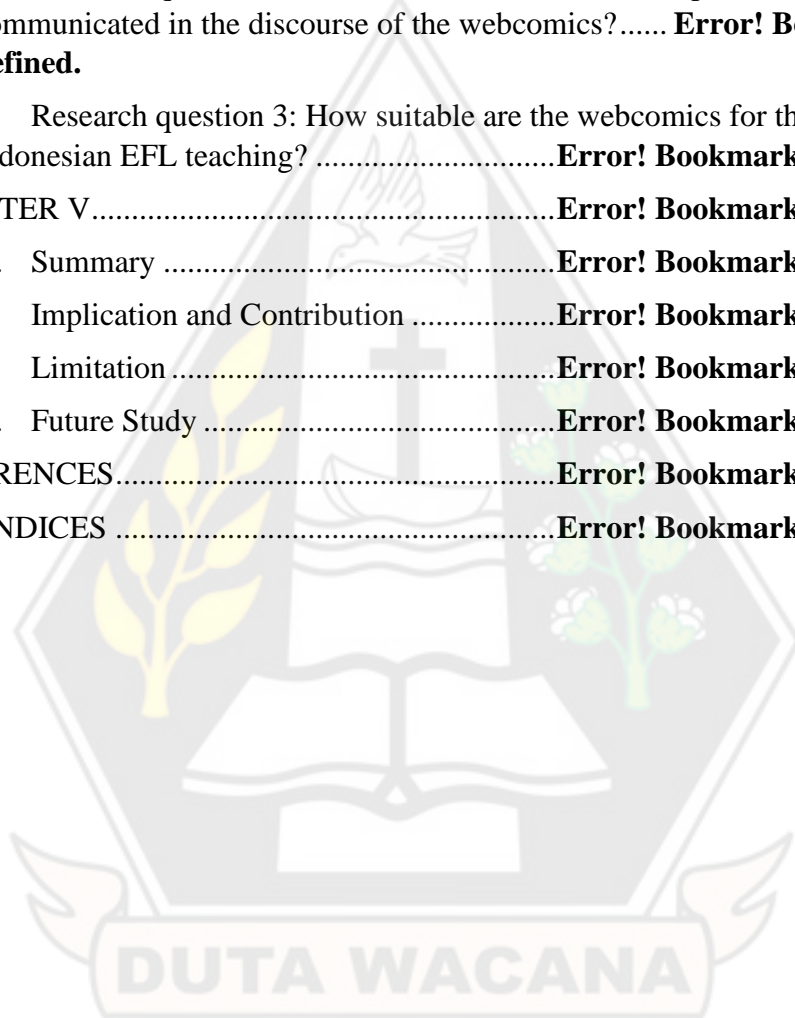 ommunicated in the discourse of the webcomics?...... Error! Bo
efined.
Research question 3: How suitable are the webcomics for th
donesian EFL teaching? ..............................Error! Bookmark
TER V..........................................................Error! Bookmark
. Summary .................................................Error! Bookmark
Implication and Contribution ..................Error! Bookmark
Limitation ................................................Error! Bookmark
. Future Study ............................................Error! Bookmark
RENCES.......................................................Error! Bookmark
NDICES .......................................................Error! Bookmark
DUTA WACANA